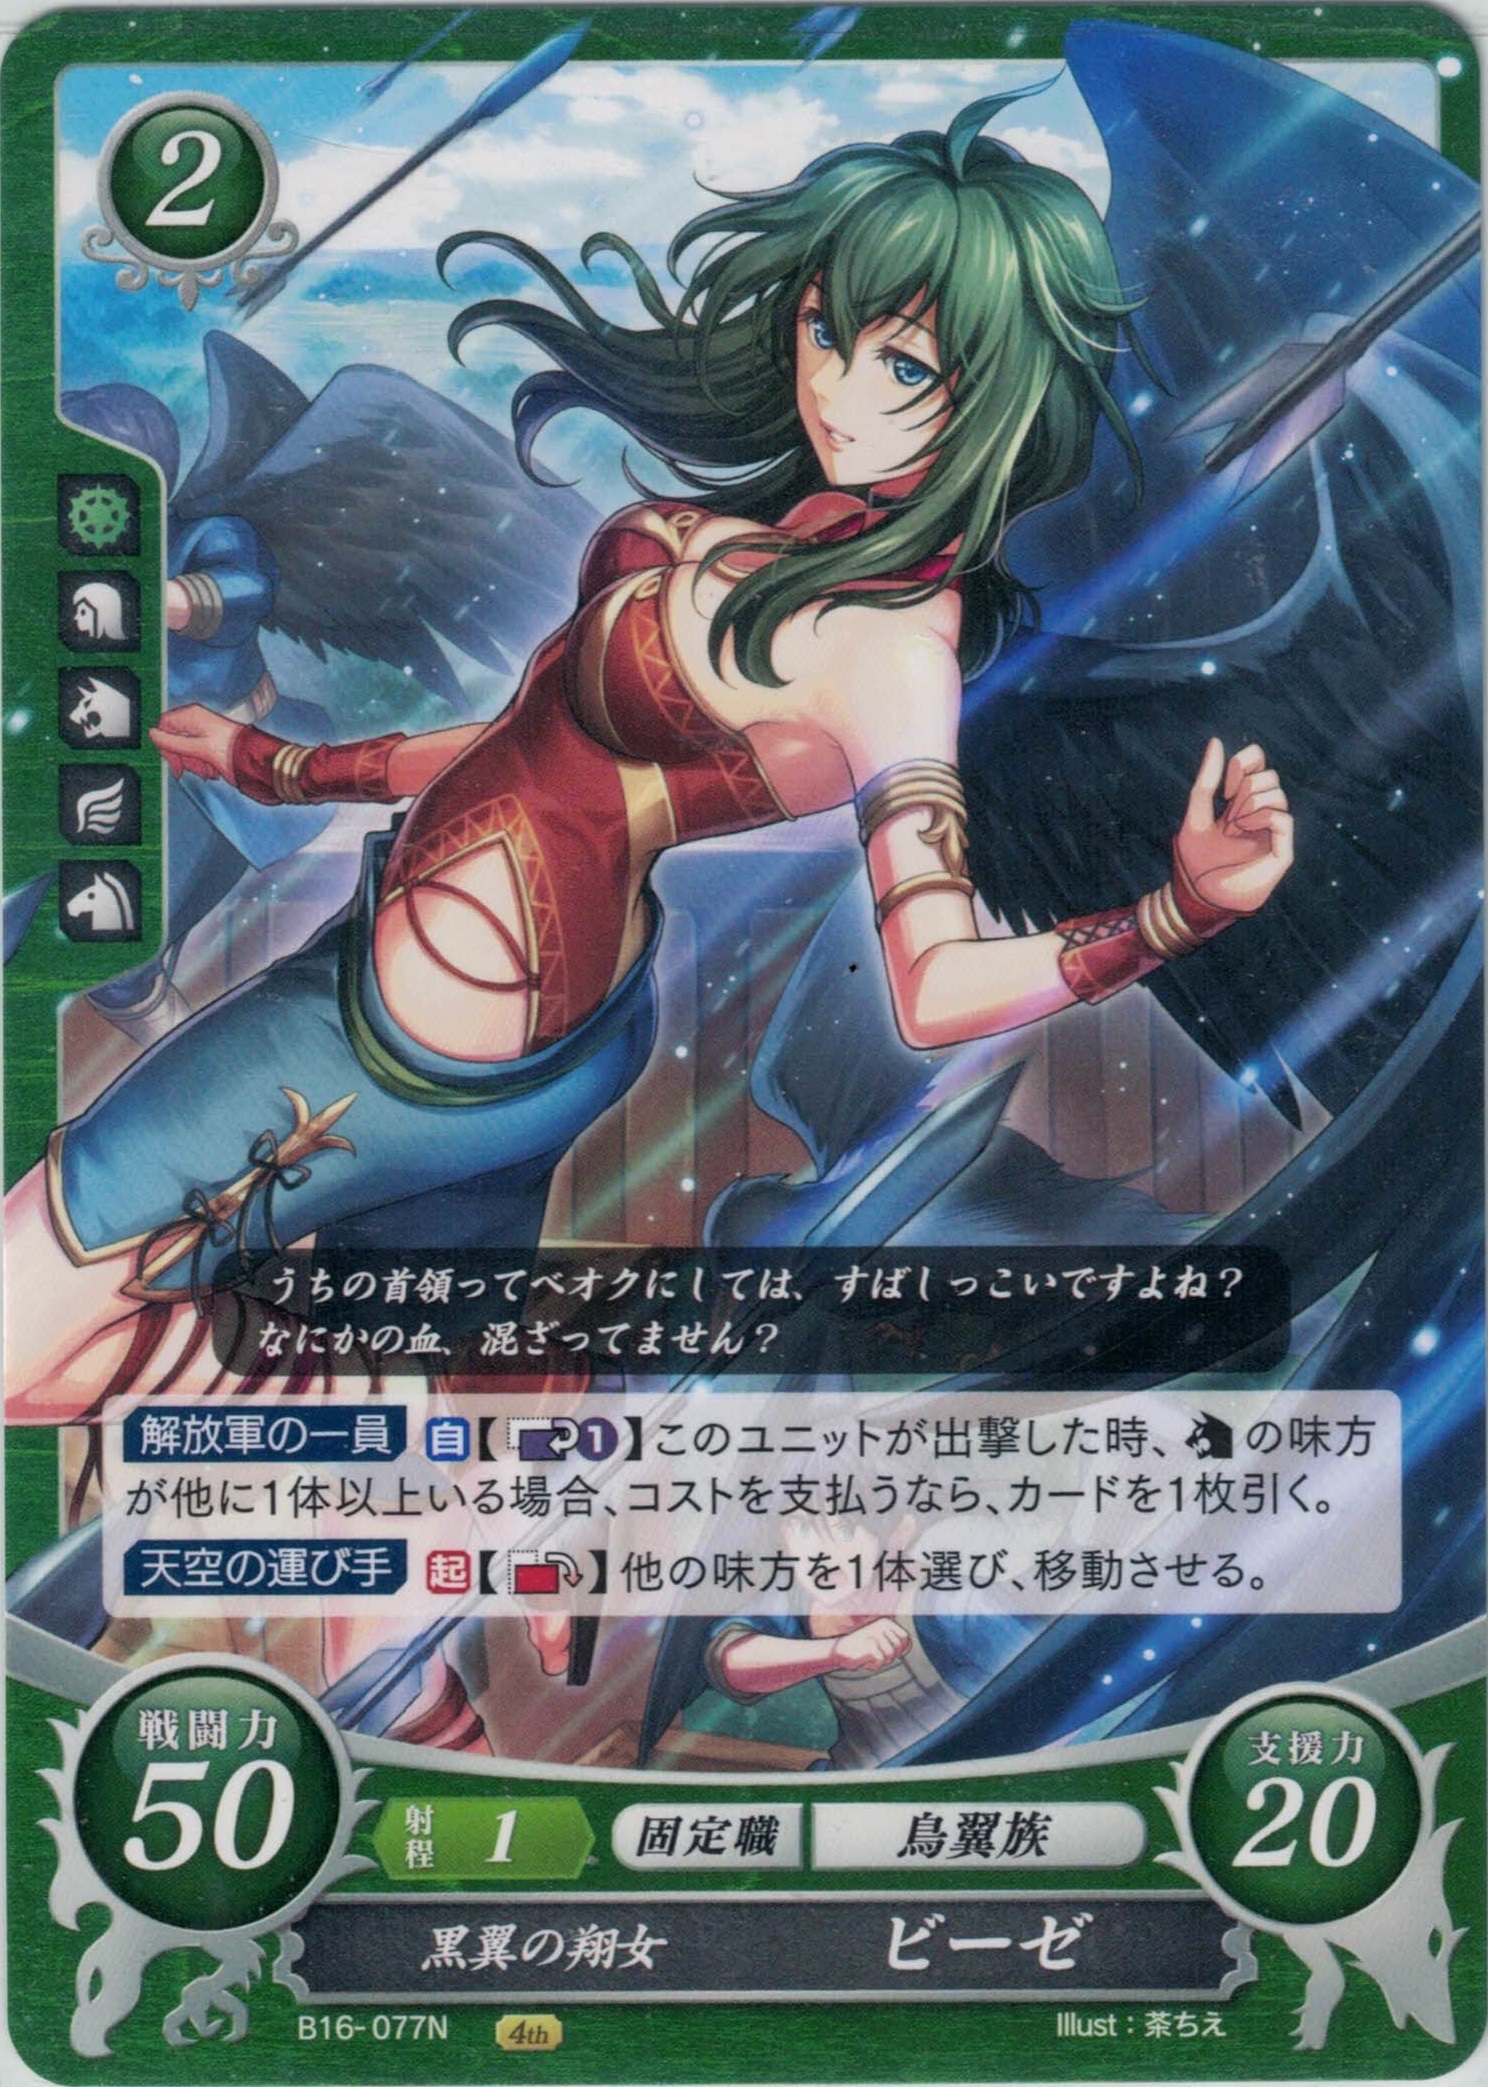 2
うちの首領ってベオクにしては、すばしっこいですよね？
なにかの血、混ざってません？
解放軍の一員 自【1】このユニットが出撃した時、の味方
が他に1体以上いる場合、コストを支払うなら、カードを1枚引く。
天空の運び手 起【】他の味方を1体選び、移動させる。
戦闘力
50
射程 1
固定職
鳥翼族
支援力
20
黒翼の翔女 ビーゼ
B16-077N 4th Illust：茶ちえ